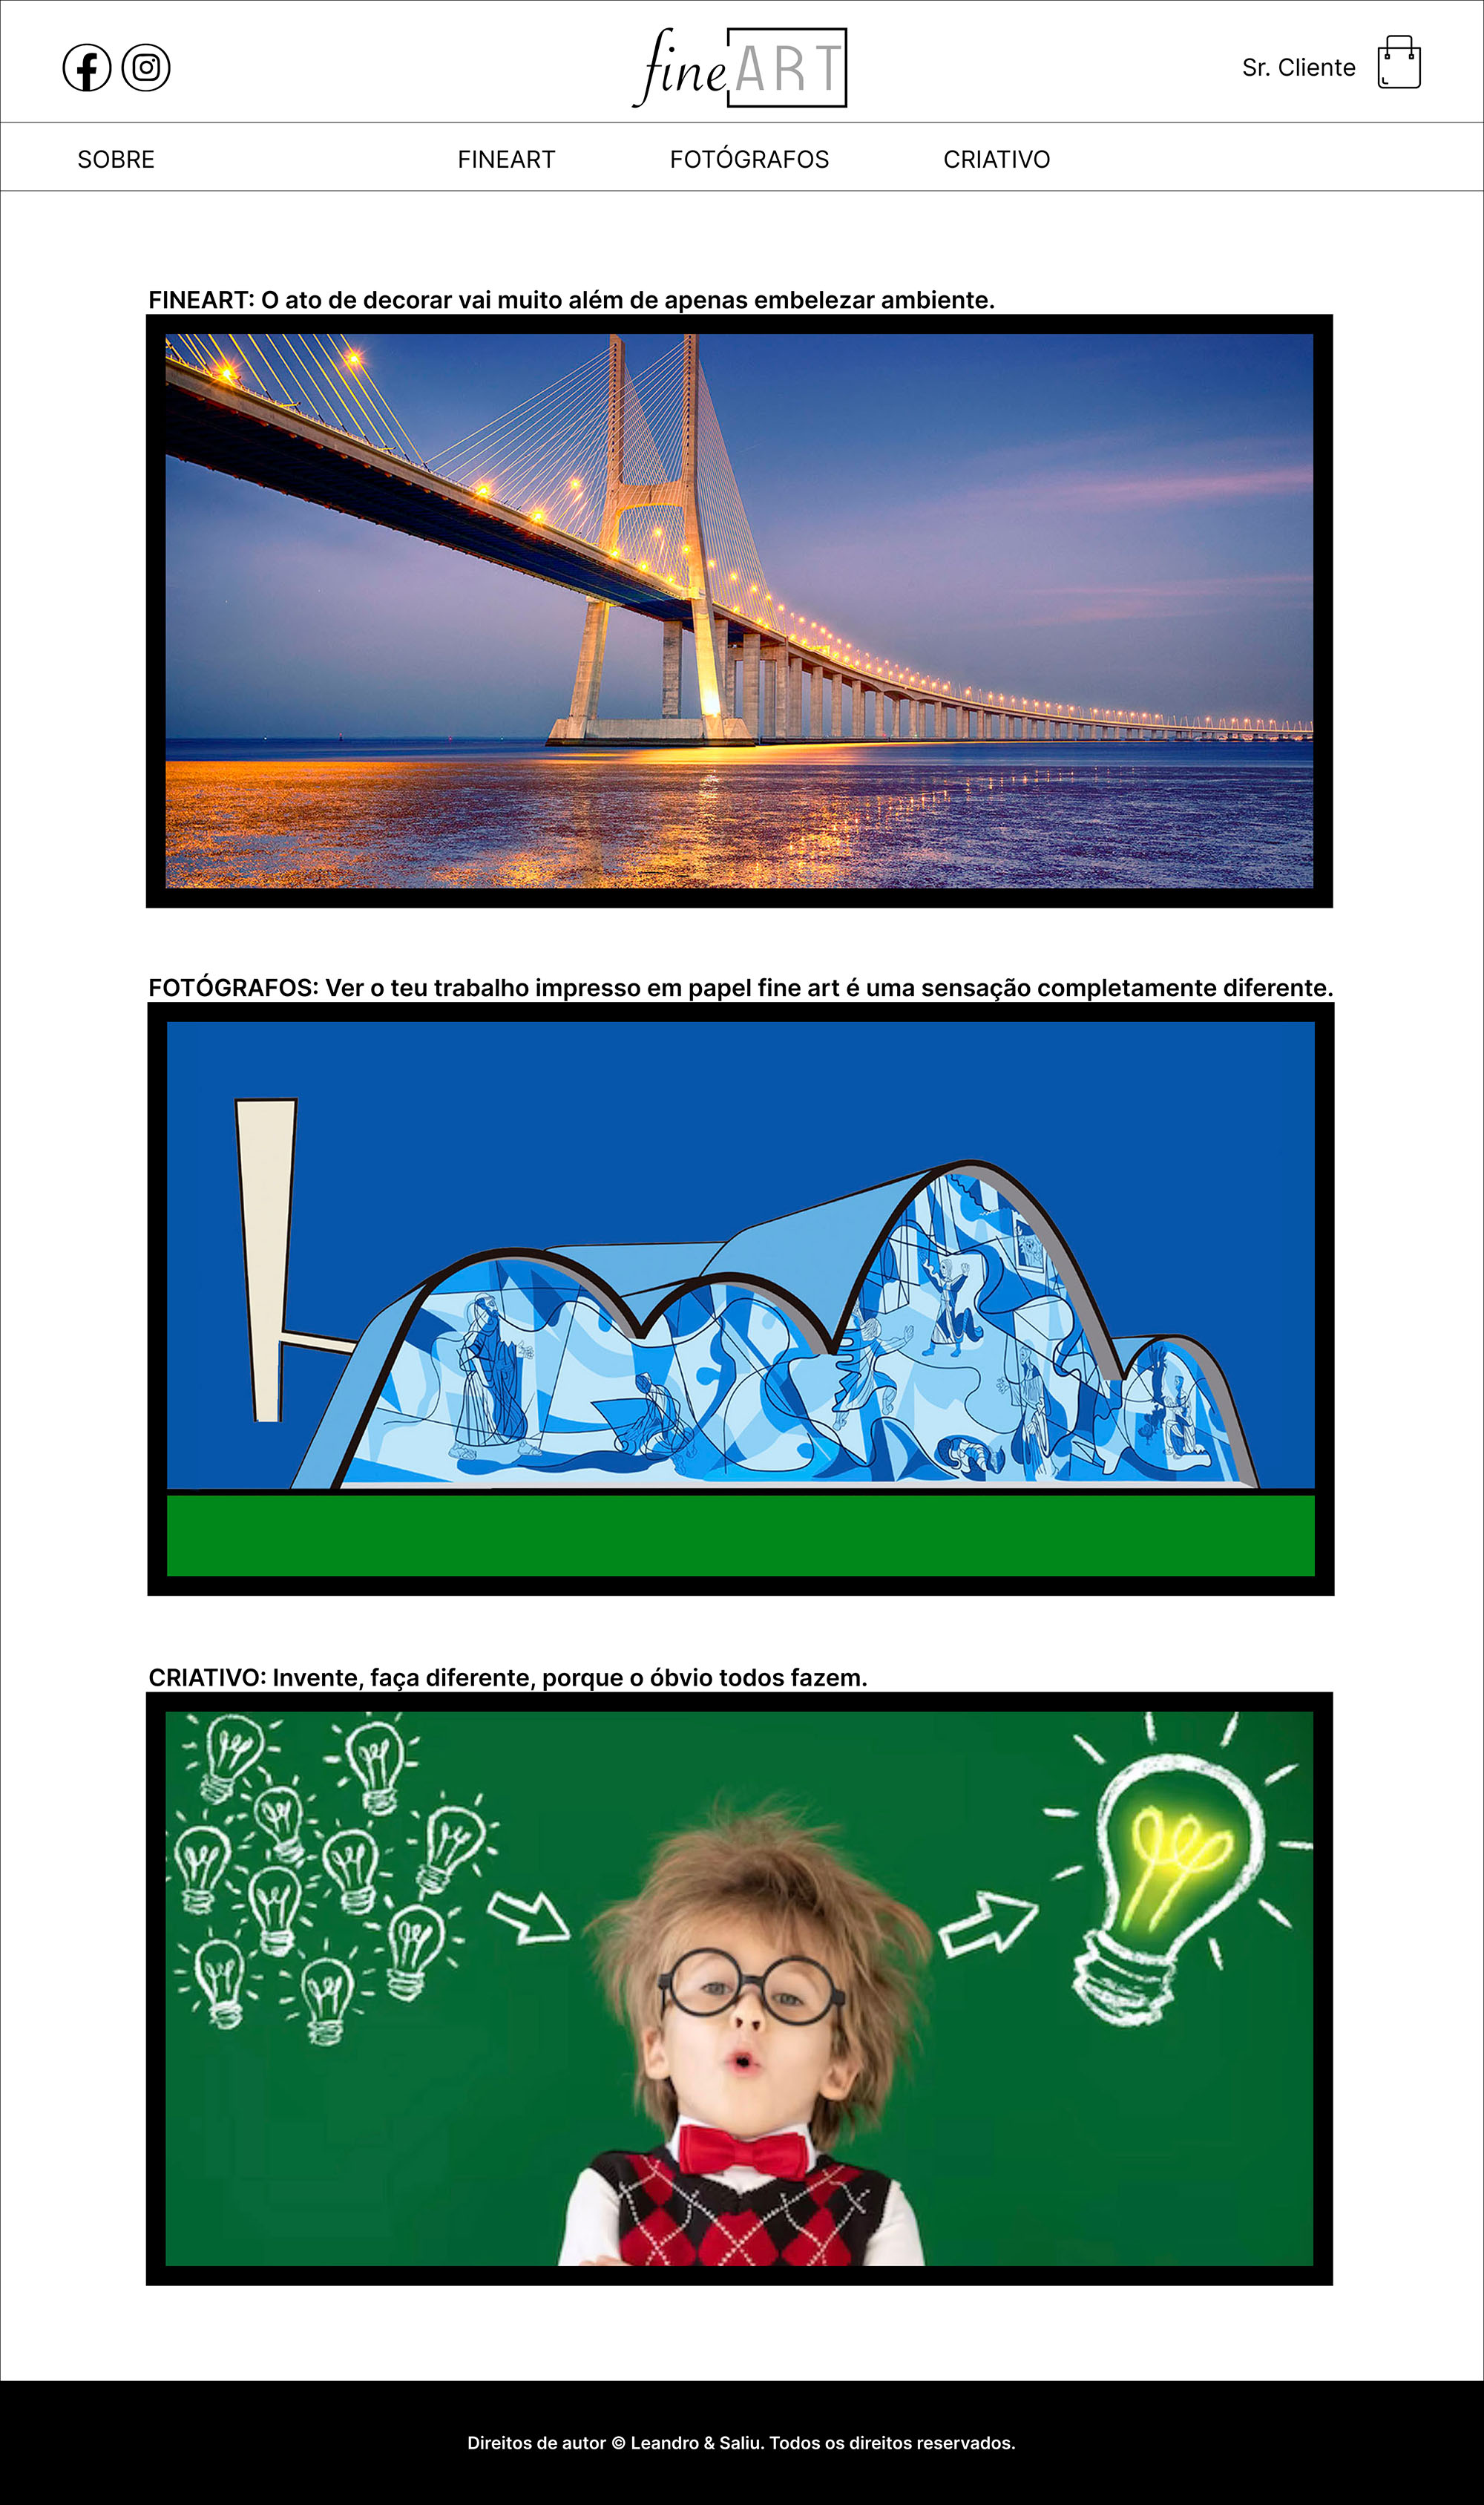 fineART
Sr. Cliente
SOBRE
FINEART
FOTÓGRAFOS
CRIATIVO
FINEART: O ato de decorar vai muito além de apenas embelezar ambiente.
FOTÓGRAFOS: Ver o teu trabalho impresso em papel fine art é uma sensação completamente diferente.
CRIATIVO: Invente, faça diferente, porque o óbvio todos fazem.
Direitos de autor © Leandro & Saliu. Todos os direitos reservados.